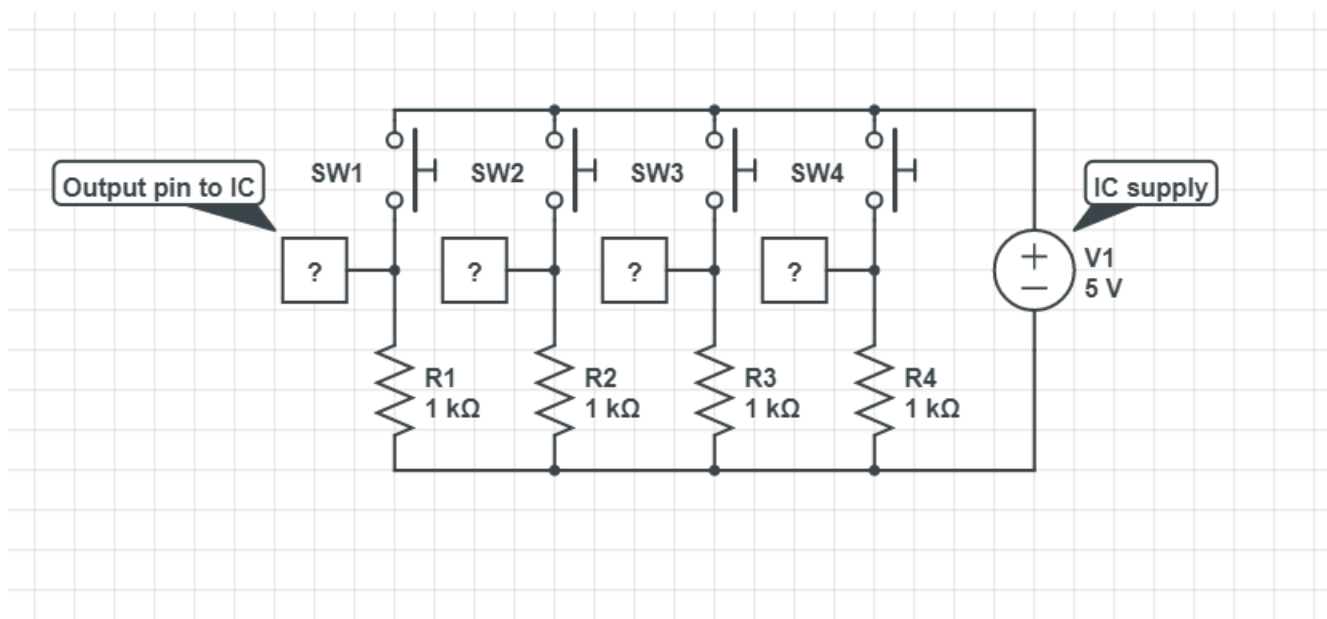 SW1
SW2
SW3
SW4
Output pin to IC
IC supply
?
?
?
?
+
−
V1
5 V
R1
1 kΩ
R2
1 kΩ
R3
1 kΩ
R4
1 kΩ